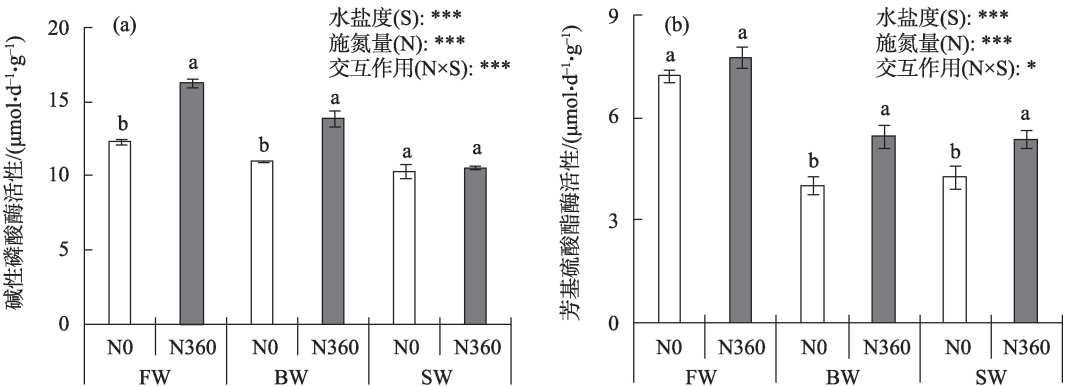 (a)
水盐度(S): ***
施氮量(N): ***
交互作用(N×S): ***
碱性磷酸酶活性/(μmol·d⁻¹·g⁻¹)
20
15
10
5
0
b
a
b
a
a
a
N0 N360 N0 N360 N0 N360
FW BW SW
(b)
水盐度(S): ***
施氮量(N): ***
交互作用(N×S): *
芳基硫酸酯酶活性/(μmol·d⁻¹·g⁻¹)
9
6
3
0
a
a
b
a
b
a
N0 N360 N0 N360 N0 N360
FW BW SW